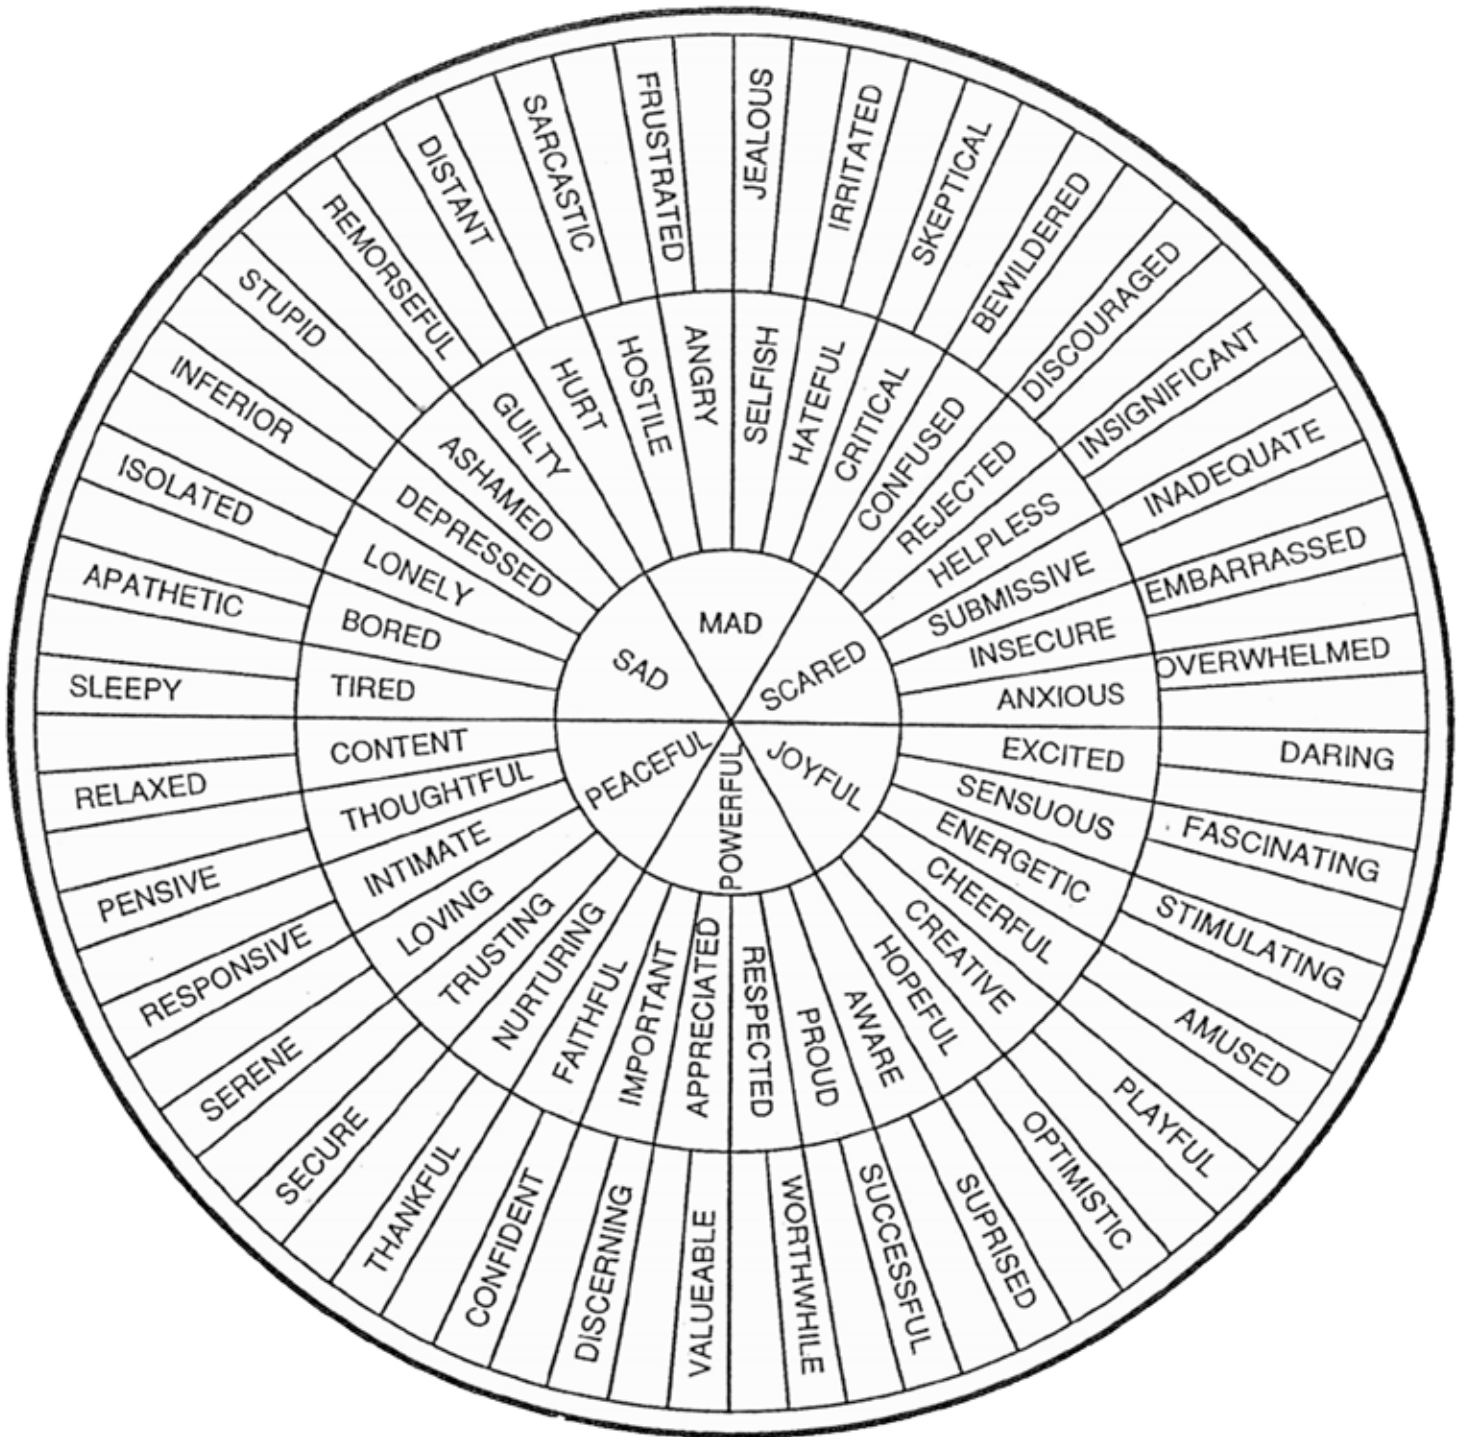 MAD
SCARED
JOYFUL
POWERFUL
PEACEFUL
SAD
HURT
HOSTILE
ANGRY
SELFISH
HATEFUL
CRITICAL
CONFUSED
REJECTED
HELPLESS
SUBMISSIVE
INSECURE
ANXIOUS
EXCITED
SENSUOUS
ENERGETIC
CHEERFUL
CREATIVE
HOPEFUL
AWARE
PROUD
RESPECTED
APPRECIATED
IMPORTANT
FAITHFUL
NURTURING
TRUSTING
LOVING
INTIMATE
THOUGHTFUL
CONTENT
TIRED
BORED
LONELY
DEPRESSED
ASHAMED
GUILTY
DISTANT
SARCASTIC
FRUSTRATED
JEALOUS
IRRITATED
SKEPTICAL
BEWILDERED
DISCOURAGED
INSIGNIFICANT
INADEQUATE
EMBARRASSED
OVERWHELMED
DARING
FASCINATING
STIMULATING
AMUSED
PLAYFUL
OPTIMISTIC
SUPRISED
SUCCESSFUL
WORTHWHILE
VALUEABLE
DISCERNING
CONFIDENT
THANKFUL
SECURE
SERENE
RESPONSIVE
PENSIVE
RELAXED
SLEEPY
APATHETIC
ISOLATED
INFERIOR
STUPID
REMORSEFUL